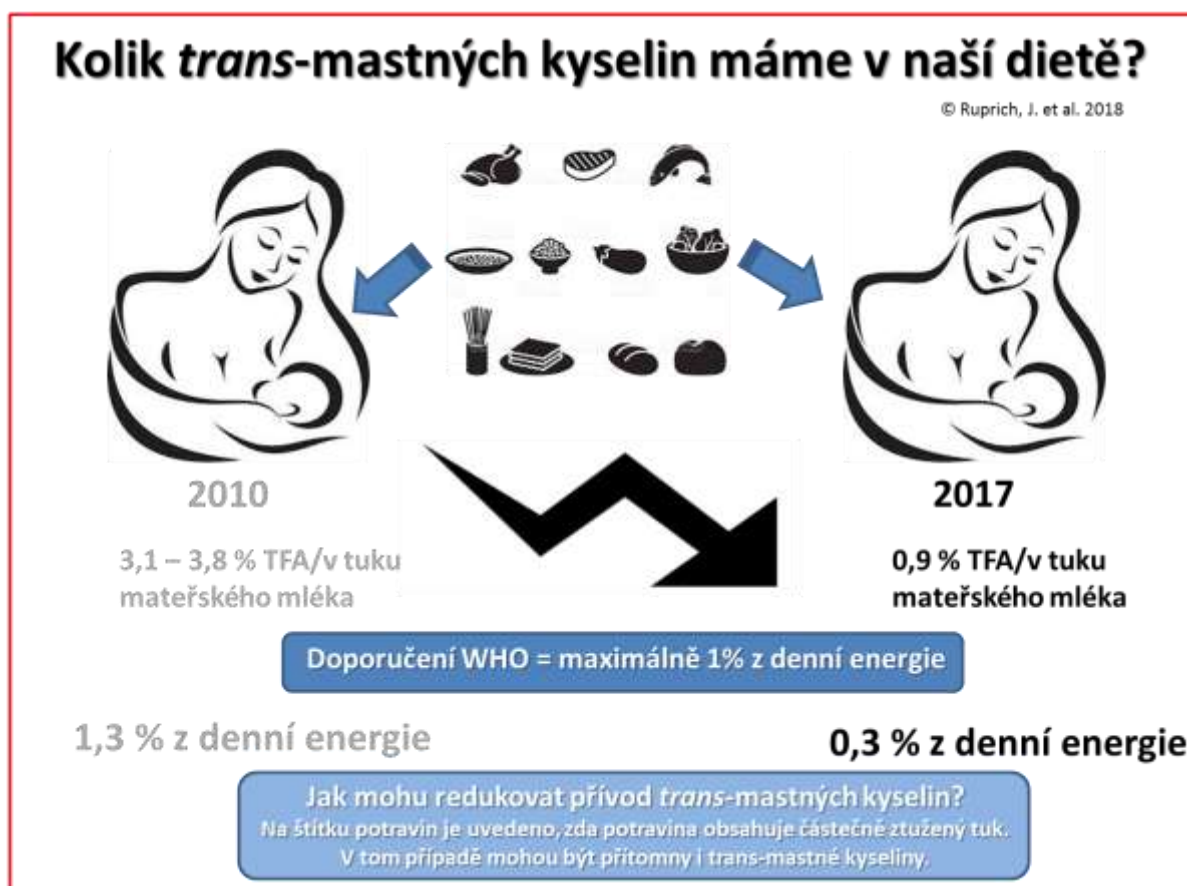 Kolik trans-mastných kyselin máme v naší dietě?
© Ruprich, J. et al. 2018
2010
3,1 – 3,8 % TFA/v tuku
mateřského mléka
2017
0,9 % TFA/v tuku
mateřského mléka
Doporučení WHO = maximálně 1% z denní energie
1,3 % z denní energie
0,3 % z denní energie
Jak mohu redukovat přívod trans-mastných kyselin?
Na štítku potravin je uvedeno, zda potravina obsahuje částečně ztužený tuk.
V tom případě mohou být přítomny i trans-mastné kyseliny.